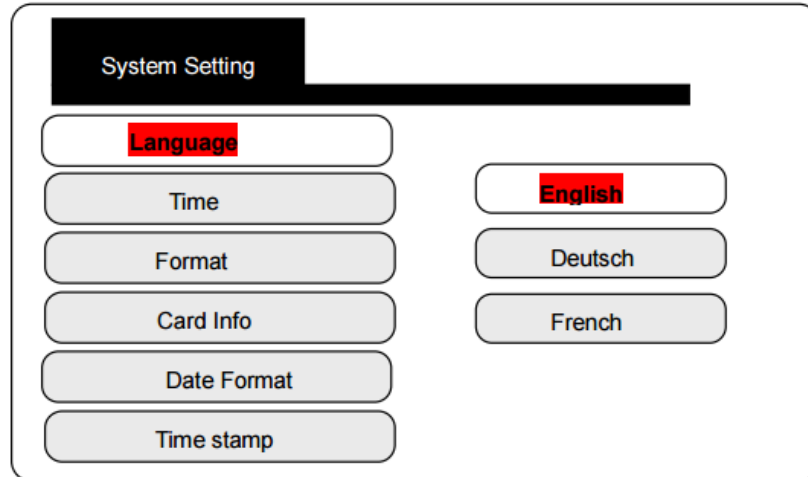 System Setting
Language
Time
Format
Card Info
Date Format
Time stamp
English
Deutsch
French